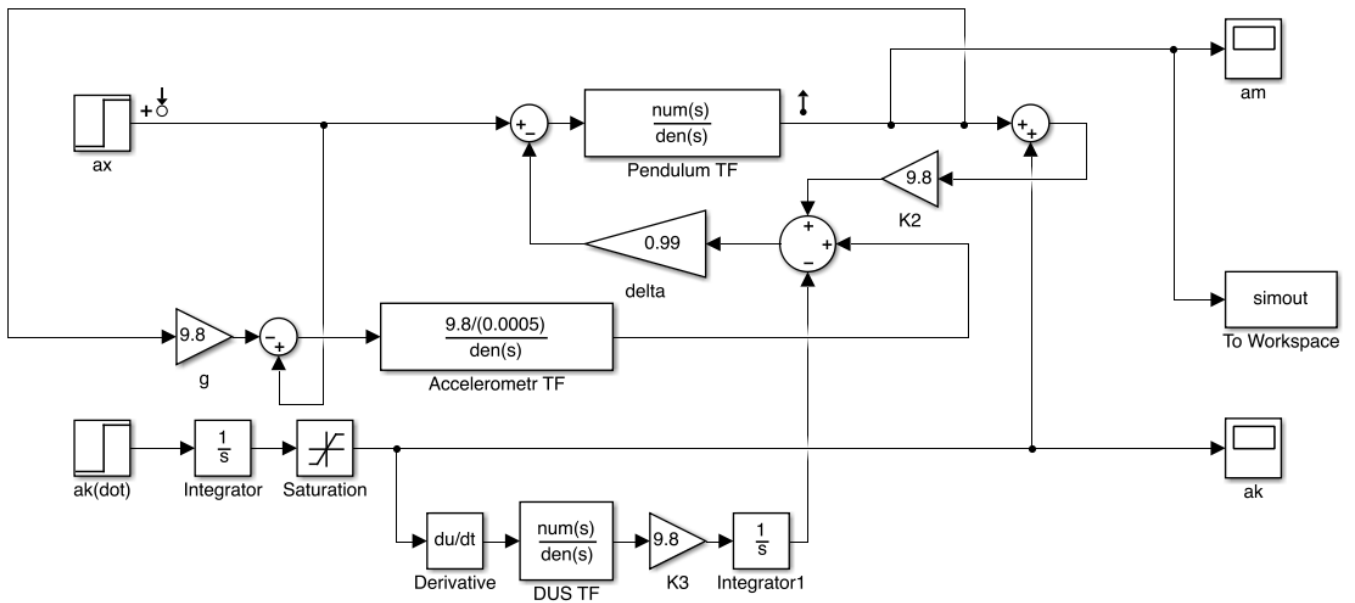 am
+
ax
+
−
num(s)
den(s)
Pendulum TF
+
+
9.8
K2
0.99
delta
+
+
−
simout
To Workspace
9.8
g
−
+
9.8/(0.0005)
den(s)
Accelerometr TF
ak(dot)
1
s
Integrator
Saturation
ak
du/dt
Derivative
num(s)
den(s)
DUS TF
9.8
K3
1
s
Integrator1